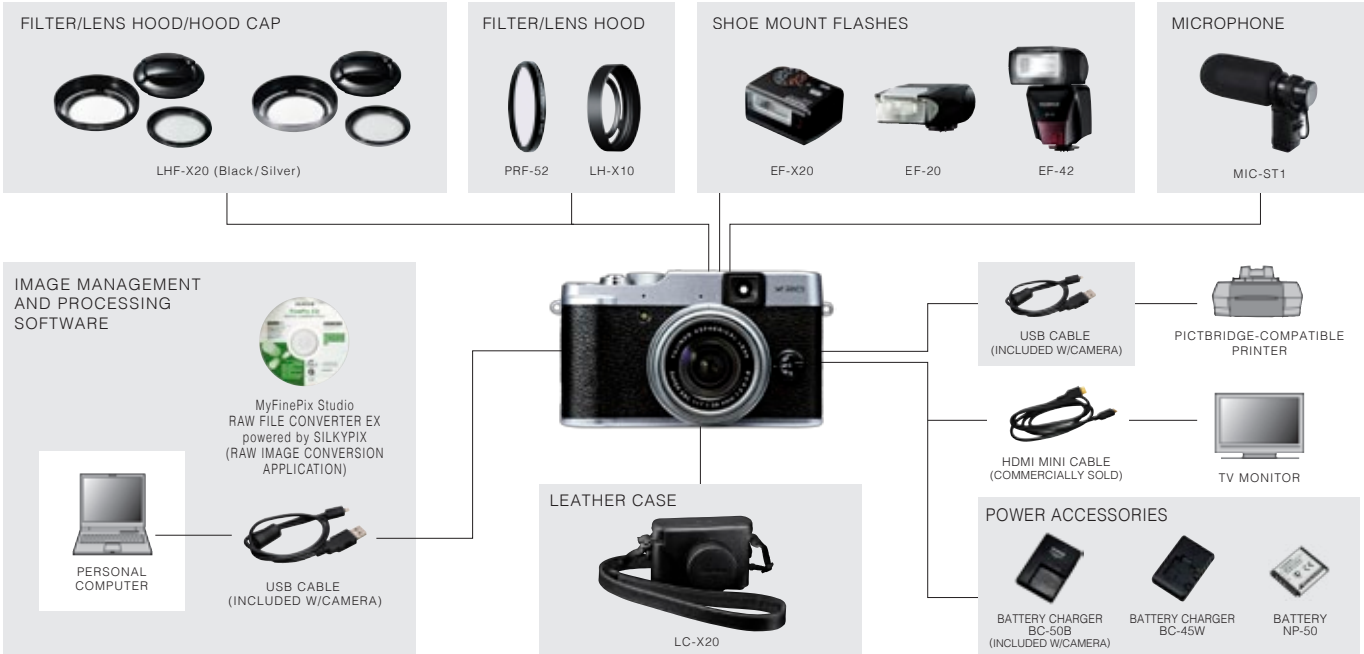 FILTER/LENS HOOD/HOOD CAP
LHF-X20 (Black/Silver)
FILTER/LENS HOOD
PRF-52
LH-X10
SHOE MOUNT FLASHES
EF-X20
EF-20
EF-42
MICROPHONE
MIC-ST1
IMAGE MANAGEMENT
AND PROCESSING
SOFTWARE
MyFinePix Studio
RAW FILE CONVERTER EX
powered by SILKYPIX
(RAW IMAGE CONVERSION
APPLICATION)
PERSONAL
COMPUTER
USB CABLE
(INCLUDED W/CAMERA)
LEATHER CASE
LC-X20
USB CABLE
(INCLUDED W/CAMERA)
PICTBRIDGE-COMPATIBLE
PRINTER
HDMI MINI CABLE
(COMMERCIALLY SOLD)
TV MONITOR
POWER ACCESSORIES
BATTERY CHARGER
BC-50B
(INCLUDED W/CAMERA)
BATTERY CHARGER
BC-45W
BATTERY
NP-50